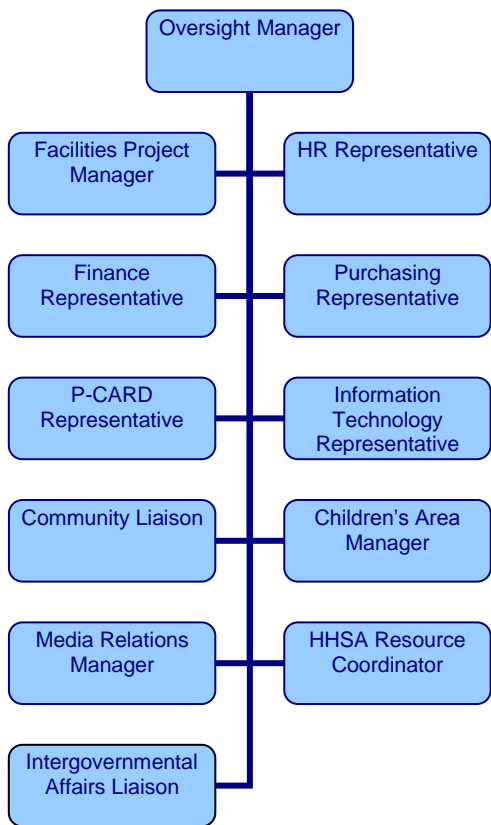 Oversight Manager
Facilities Project
Manager
HR Representative
Finance
Representative
Purchasing
Representative
P-CARD
Representative
Information
Technology
Representative
Community Liaison
Children’s Area
Manager
Media Relations
Manager
HHSA Resource
Coordinator
Intergovernmental
Affairs Liaison